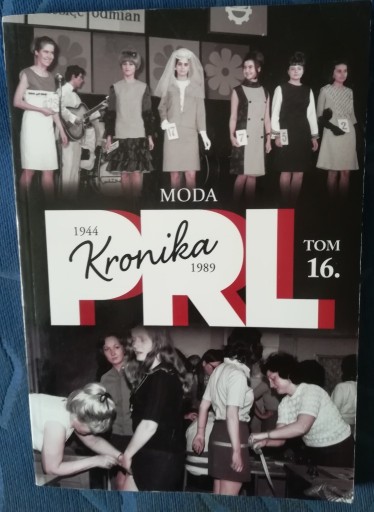 odmian
MODA
1944
Kronika
1989
PRL
TOM
16.